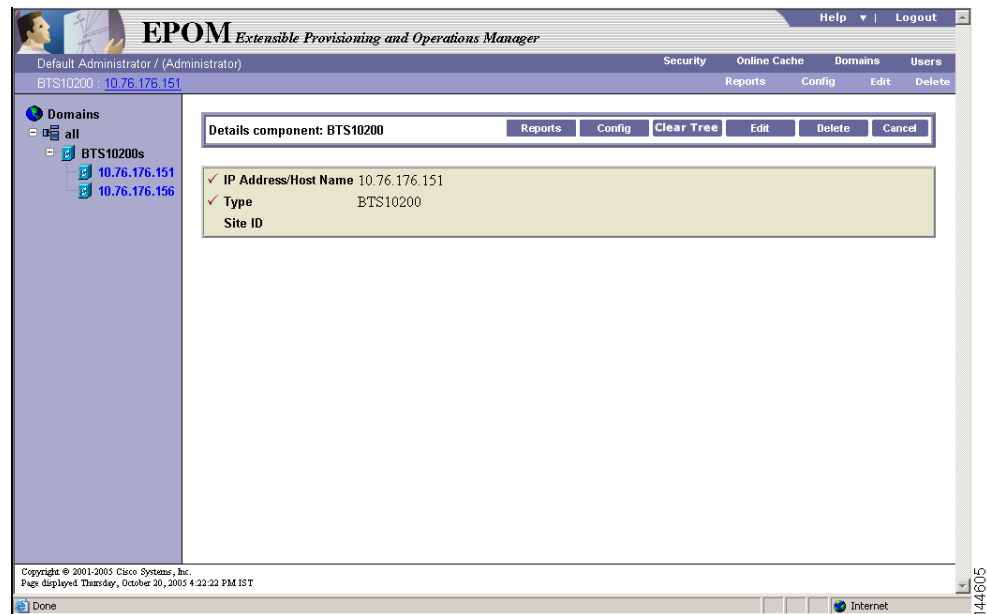 Help ▼ | Logout
EPOM Extensible Provisioning and Operations Manager
Default Administrator / (Administrator)
Security Online Cache Domains Users
BTS10200 : 10.76.176.151
Reports Config Edit Delete
Domains
all
BTS10200s
10.76.176.151
10.76.176.156
Details component: BTS10200
Reports Config Clear Tree Edit Delete Cancel
✓ IP Address/Host Name 10.76.176.151
✓ Type BTS10200
Site ID
Copyright © 2001-2005 Cisco Systems, Inc.
Page displayed Thursday, October 20, 2005 4:22:22 PM IST
Done
Internet
144605